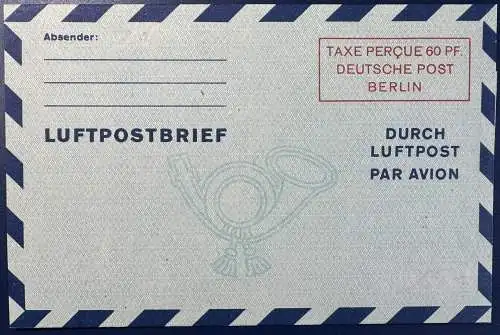 Absender:
TAXE PERÇUE 60 PF.
DEUTSCHE POST
BERLIN
LUFTPOSTBRIEF
DURCH
LUFTPOST
PAR AVION